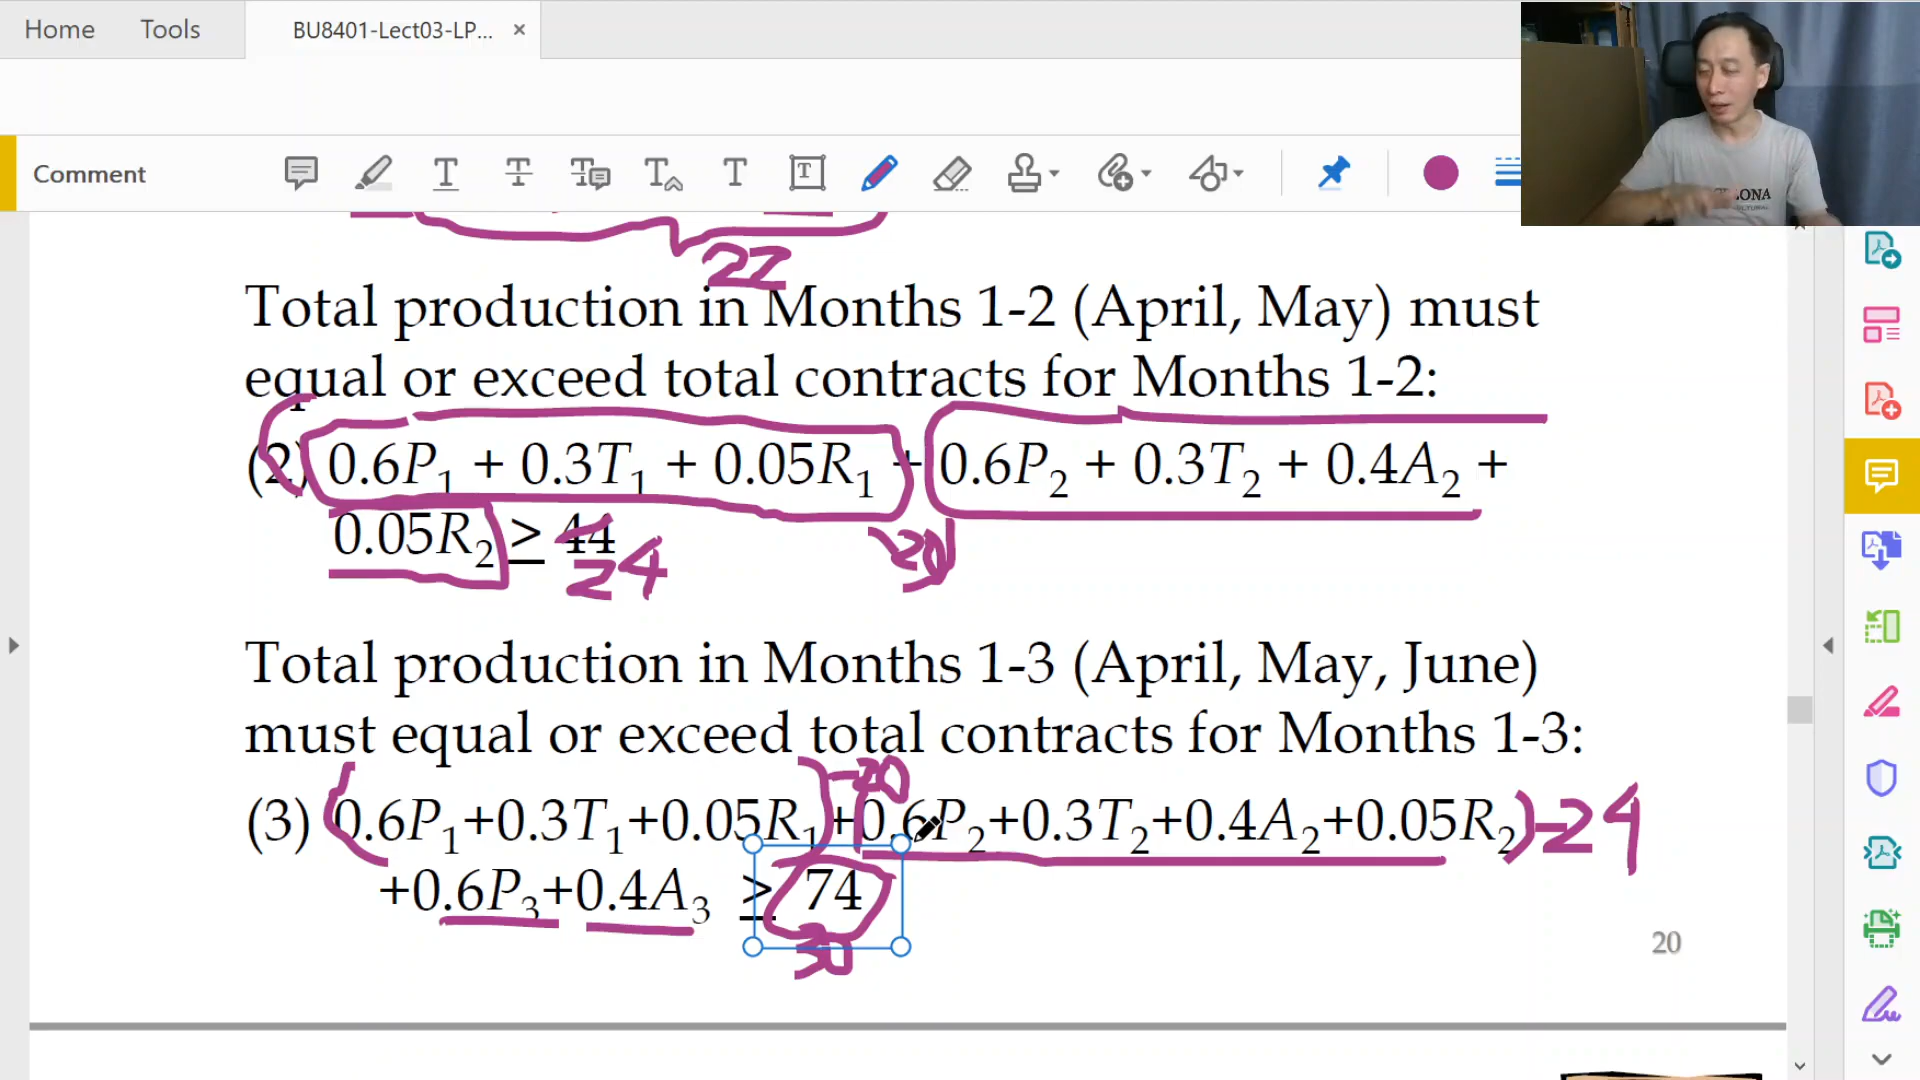 Home Tools BU8401-Lect03-LP... ×
Comment
22
Total production in Months 1-2 (April, May) must
equal or exceed total contracts for Months 1-2:
(2) 0.6P₁ + 0.3T₁ + 0.05R₁ + 0.6P₂ + 0.3T₂ + 0.4A₂ +
0.05R₂ ≥ 44
-20
24
Total production in Months 1-3 (April, May, June)
must equal or exceed total contracts for Months 1-3:
-20
(3) 0.6P₁+0.3T₁+0.05R₁+0.6P₂+0.3T₂+0.4A₂+0.05R₂) -24
+0.6P₃+0.4A₃ ≥ 74
30
20